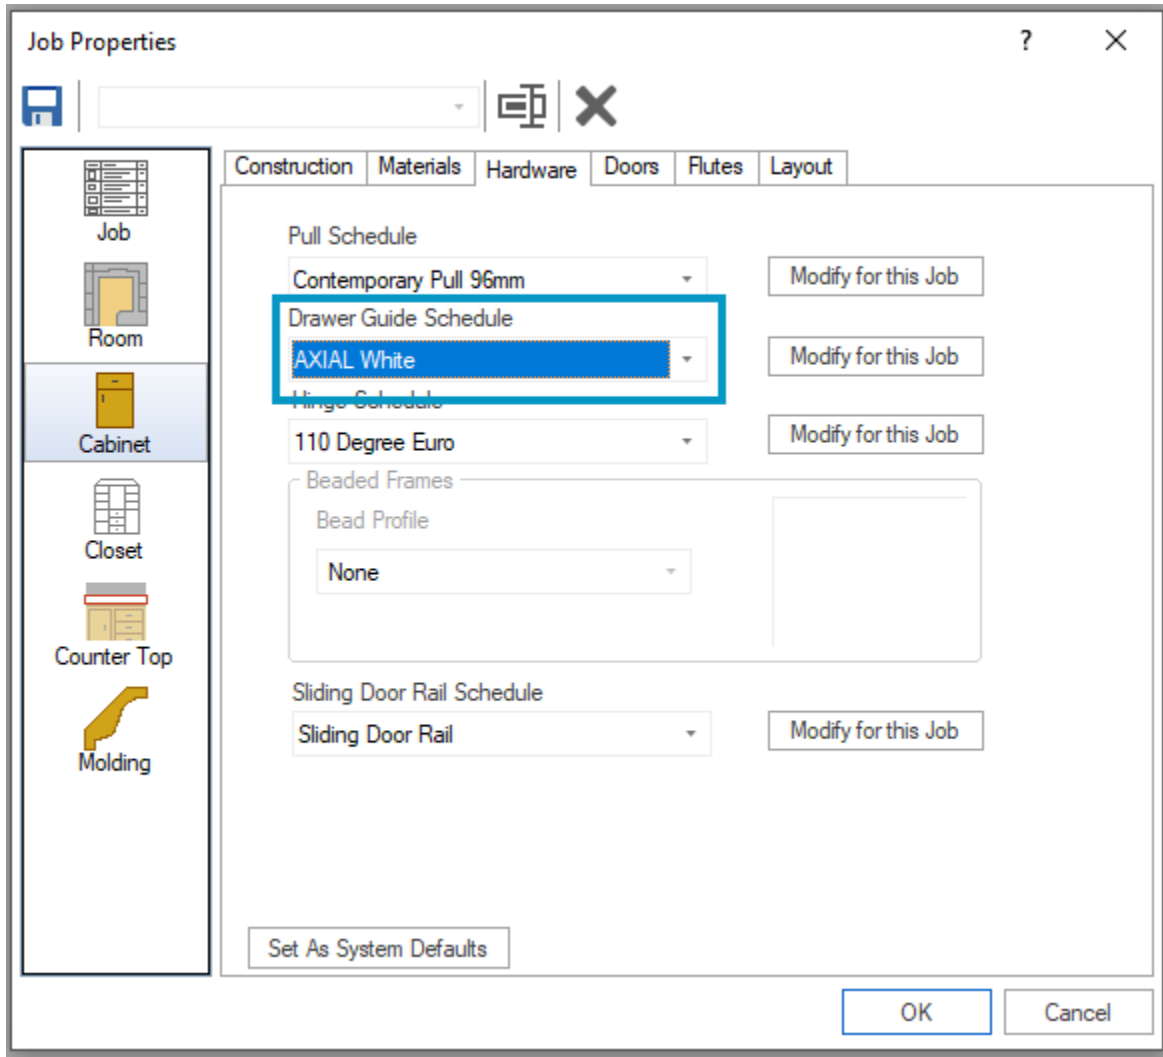 Job Properties
?
Job
Room
Cabinet
Closet
Counter Top
Molding
Construction Materials Hardware Doors Flutes Layout
Pull Schedule
Contemporary Pull 96mm Modify for this Job
Drawer Guide Schedule
AXIAL White Modify for this Job
Hinge Schedule
110 Degree Euro Modify for this Job
Beaded Frames
Bead Profile
None
Sliding Door Rail Schedule
Sliding Door Rail Modify for this Job
Set As System Defaults
OK Cancel